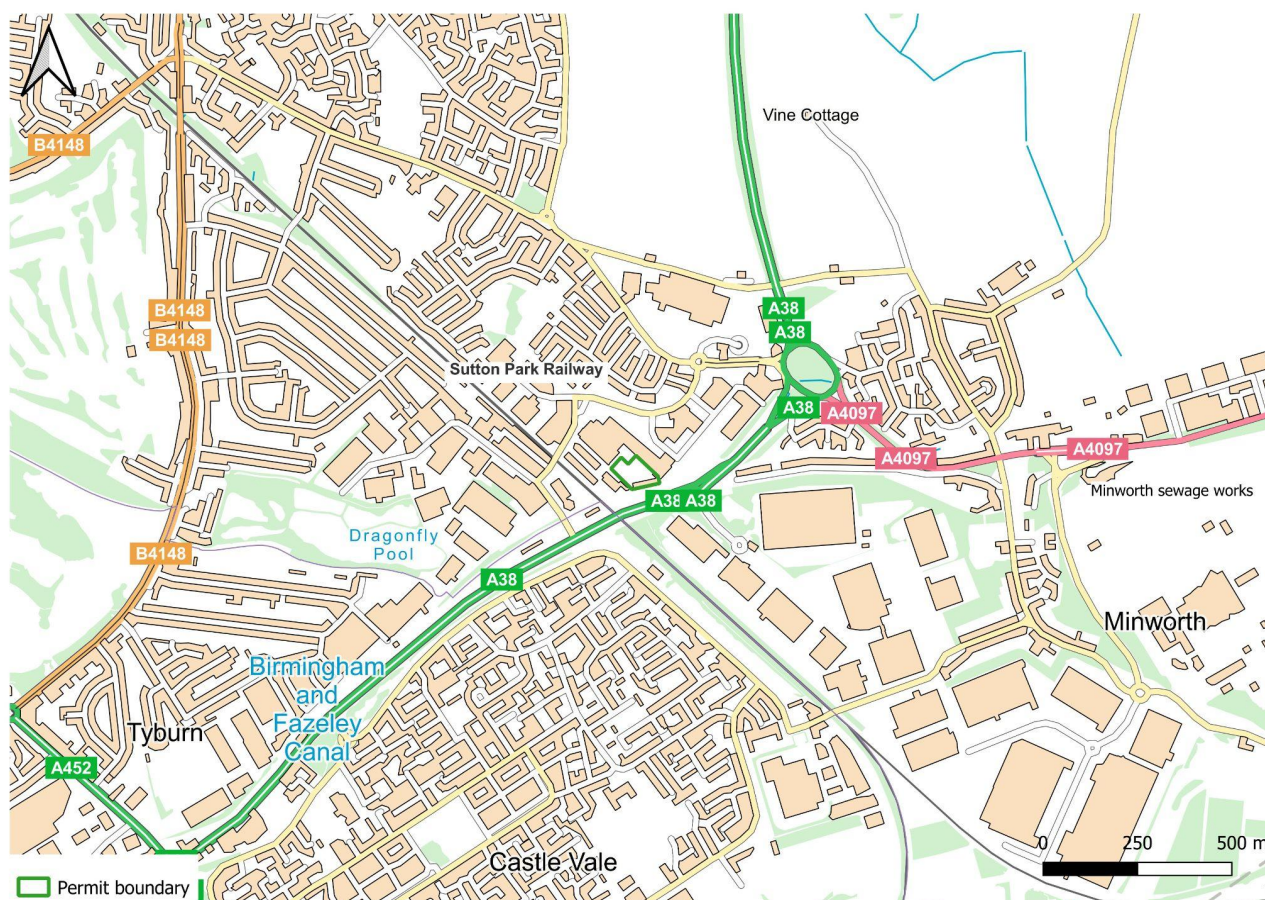 B4148
Vine Cottage
B4148
B4148
A38
A38
Sutton Park Railway
A38
A4097
A4097
A4097
A38
A38
Minworth sewage works
Dragonfly
Pool
B4148
A38
Minworth
Birmingham
and
Fazeley
Canal
Tyburn
A452
Castle Vale
0 250 500 m
Permit boundary